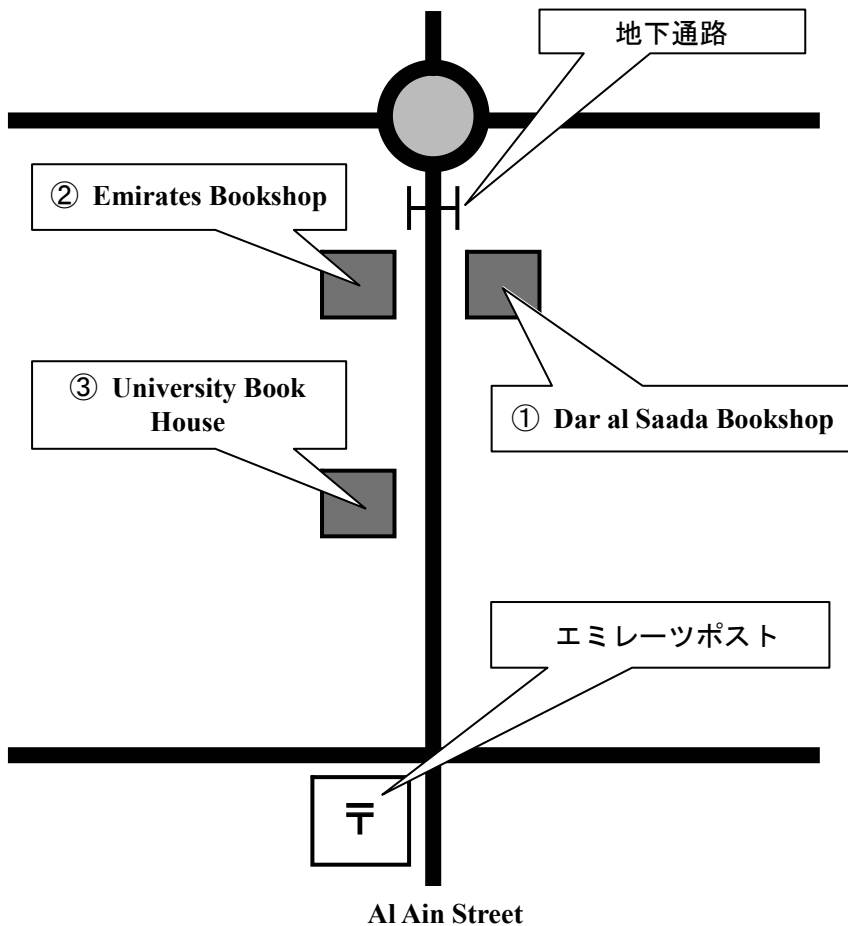 地下通路
② Emirates Bookshop
③ University Book
House
① Dar al Saada Bookshop
エミレーツポスト
〒
Al Ain Street